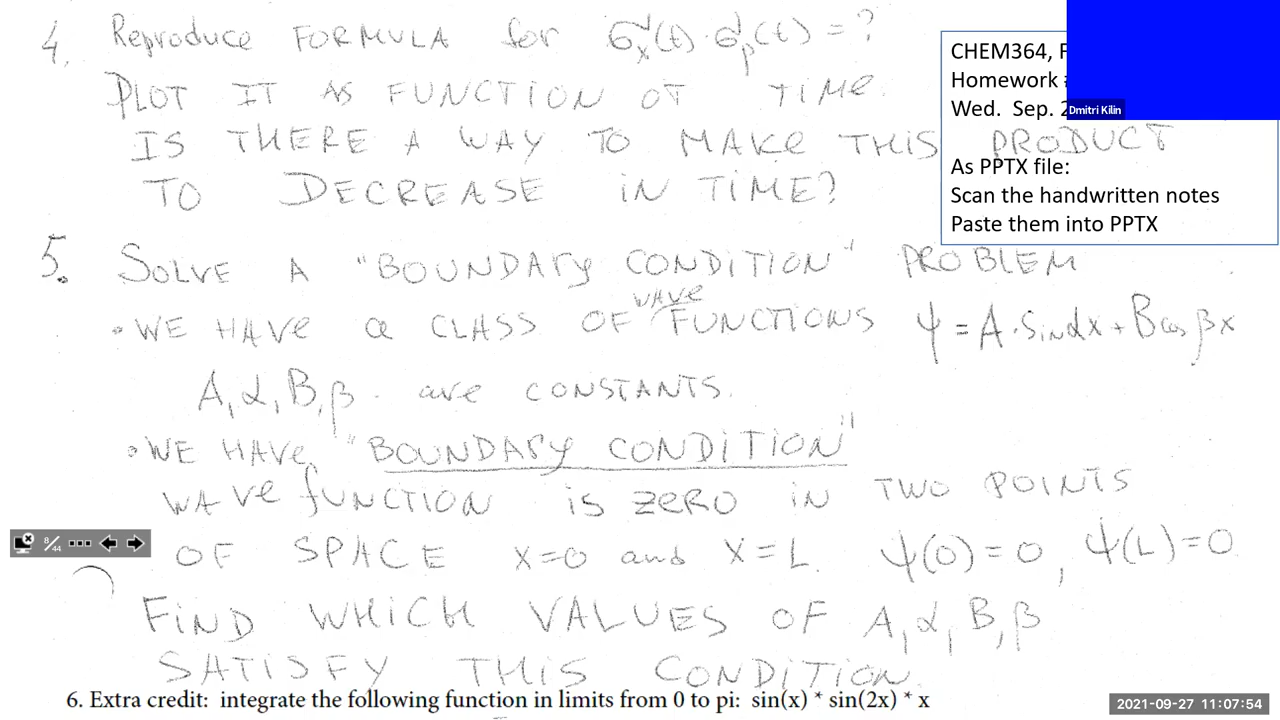 4. Reproduce FORMULA for σx(t)·σp(t)=?
PLOT IT AS FUNCTION OF TIME.
IS THERE A WAY TO MAKE THIS PRODUCT
TO DECREASE IN TIME?
CHEM364, F
Homework #
Wed. Sep. 2
Dmitri Kilin
As PPTX file:
Scan the handwritten notes
Paste them into PPTX
5. SOLVE A "BOUNDARY CONDITION" PROBLEM
• WE HAVE a CLASS OF WAVE FUNCTIONS ψ = A·Sin αx + B cos βx
A, α, B, β are CONSTANTS.
• WE HAVE "BOUNDARY CONDITION"
WAVE fUNCTION is ZERO IN TWO POINTS
OF SPACE X=0 and X=L. ψ(0)=0, ψ(L)=0
8/44
FIND WHICH VALUES OF A, α, B, β
SATISFY THIS CONDITION.
6. Extra credit: integrate the following function in limits from 0 to pi: sin(x) * sin(2x) * x
2021-09-27 11:07:54